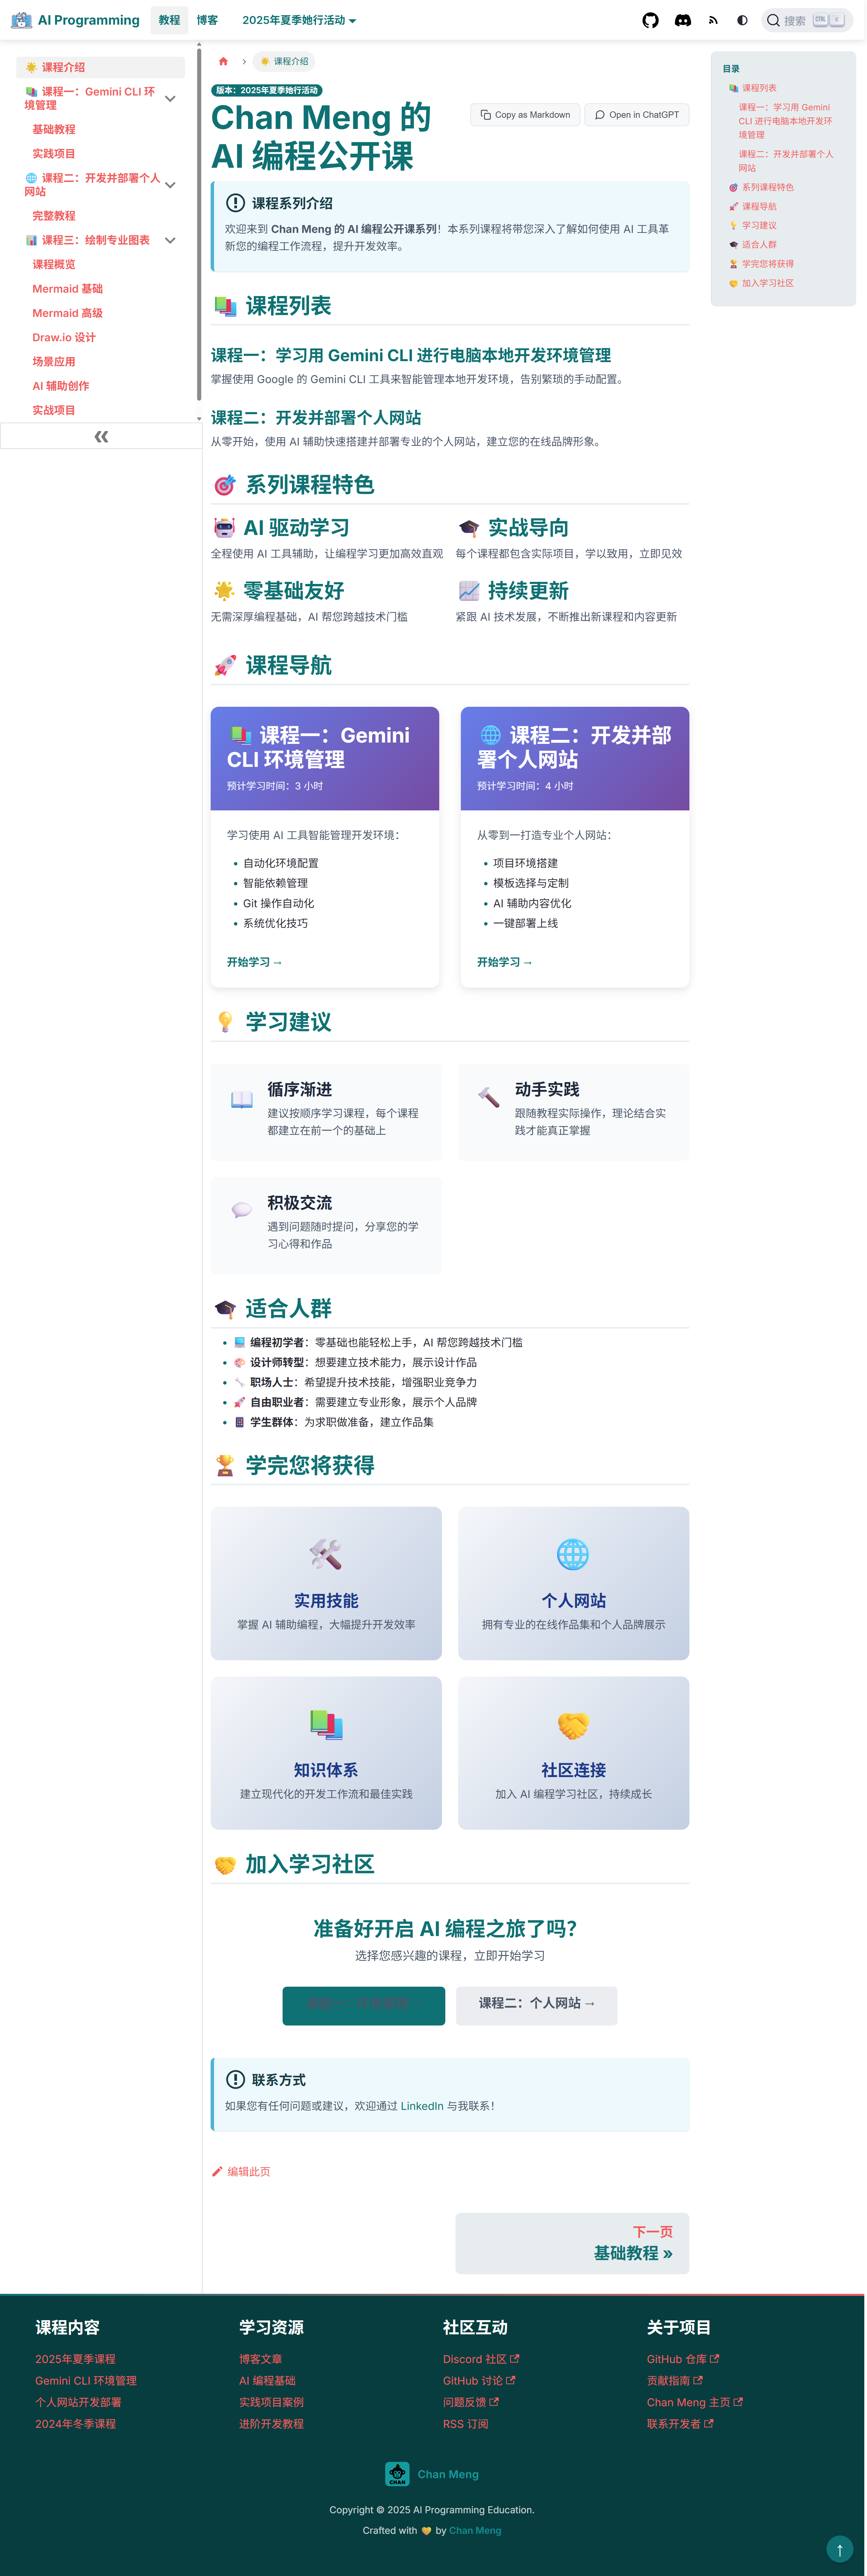 AI Programming
教程
博客
2025年夏季她行活动
搜索
CTRL
K
课程介绍
课程一：Gemini CLI 环
境管理
基础教程
实践项目
课程二：开发并部署个人
网站
完整教程
课程三：绘制专业图表
课程概览
Mermaid 基础
Mermaid 高级
Draw.io 设计
场景应用
AI 辅助创作
实战项目
课程介绍
版本：2025年夏季她行活动
Chan Meng 的
AI 编程公开课
Copy as Markdown
Open in ChatGPT
课程系列介绍
欢迎来到 Chan Meng 的 AI 编程公开课系列！本系列课程将带您深入了解如何使用 AI 工具革
新您的编程工作流程，提升开发效率。
课程列表
课程一：学习用 Gemini CLI 进行电脑本地开发环境管理
掌握使用 Google 的 Gemini CLI 工具来智能管理本地开发环境，告别繁琐的手动配置。
课程二：开发并部署个人网站
从零开始，使用 AI 辅助快速搭建并部署专业的个人网站，建立您的在线品牌形象。
系列课程特色
AI 驱动学习
全程使用 AI 工具辅助，让编程学习更加高效直观
实战导向
每个课程都包含实际项目，学以致用，立即见效
零基础友好
无需深厚编程基础，AI 帮您跨越技术门槛
持续更新
紧跟 AI 技术发展，不断推出新课程和内容更新
课程导航
课程一：Gemini
CLI 环境管理
预计学习时间：3 小时
学习使用 AI 工具智能管理开发环境：
自动化环境配置
智能依赖管理
Git 操作自动化
系统优化技巧
开始学习 →
课程二：开发并部
署个人网站
预计学习时间：4 小时
从零到一打造专业个人网站：
项目环境搭建
模板选择与定制
AI 辅助内容优化
一键部署上线
开始学习 →
学习建议
循序渐进
建议按顺序学习课程，每个课程
都建立在前一个的基础上
动手实践
跟随教程实际操作，理论结合实
践才能真正掌握
积极交流
遇到问题随时提问，分享您的学
习心得和作品
适合人群
编程初学者：零基础也能轻松上手，AI 帮您跨越技术门槛
设计师转型：想要建立技术能力，展示设计作品
职场人士：希望提升技术技能，增强职业竞争力
自由职业者：需要建立专业形象，展示个人品牌
学生群体：为求职做准备，建立作品集
学完您将获得
实用技能
掌握 AI 辅助编程，大幅提升开发效率
个人网站
拥有专业的在线作品集和个人品牌展示
知识体系
建立现代化的开发工作流和最佳实践
社区连接
加入 AI 编程学习社区，持续成长
加入学习社区
准备好开启 AI 编程之旅了吗？
选择您感兴趣的课程，立即开始学习
课程一：环境管理 →
课程二：个人网站 →
联系方式
如果您有任何问题或建议，欢迎通过 LinkedIn 与我联系！
编辑此页
下一页
基础教程 »
目录
课程列表
课程一：学习用 Gemini
CLI 进行电脑本地开发环
境管理
课程二：开发并部署个人
网站
系列课程特色
课程导航
学习建议
适合人群
学完您将获得
加入学习社区
课程内容
2025年夏季课程
Gemini CLI 环境管理
个人网站开发部署
2024年冬季课程
学习资源
博客文章
AI 编程基础
实践项目案例
进阶开发教程
社区互动
Discord 社区
GitHub 讨论
问题反馈
RSS 订阅
关于项目
GitHub 仓库
贡献指南
Chan Meng 主页
联系开发者
CHAN
Chan Meng
Copyright © 2025 AI Programming Education.
Crafted with 🧡 by Chan Meng